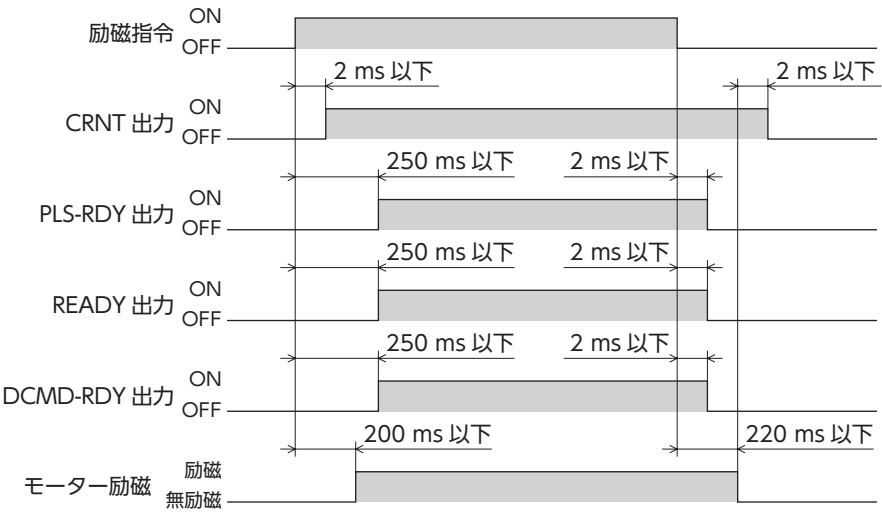 励磁指令 ON
OFF
2 ms 以下 2 ms 以下
CRNT 出力 ON
OFF
250 ms 以下 2 ms 以下
PLS-RDY 出力 ON
OFF
250 ms 以下 2 ms 以下
READY 出力 ON
OFF
250 ms 以下 2 ms 以下
DCMD-RDY 出力 ON
OFF
200 ms 以下 220 ms 以下
モーター励磁 励磁
無励磁